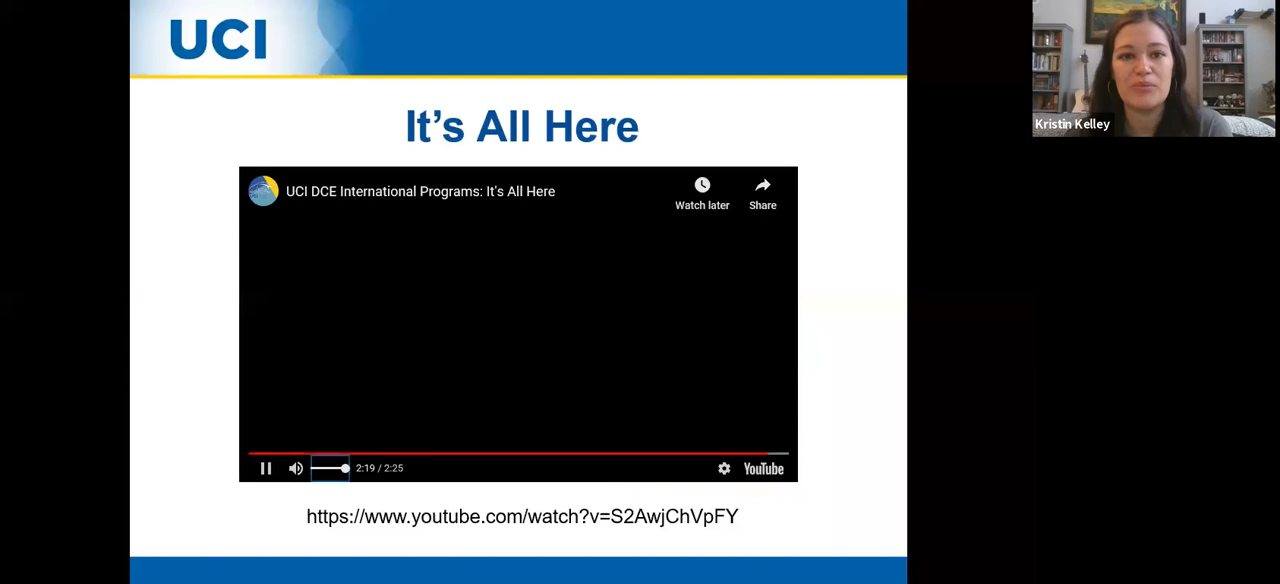 UCI
Kristin Kelley
It's All Here
UCI DCE International Programs: It's All Here
Watch later
Share
2:19 / 2:25
YouTube
https://www.youtube.com/watch?v=S2AwjChVpFY